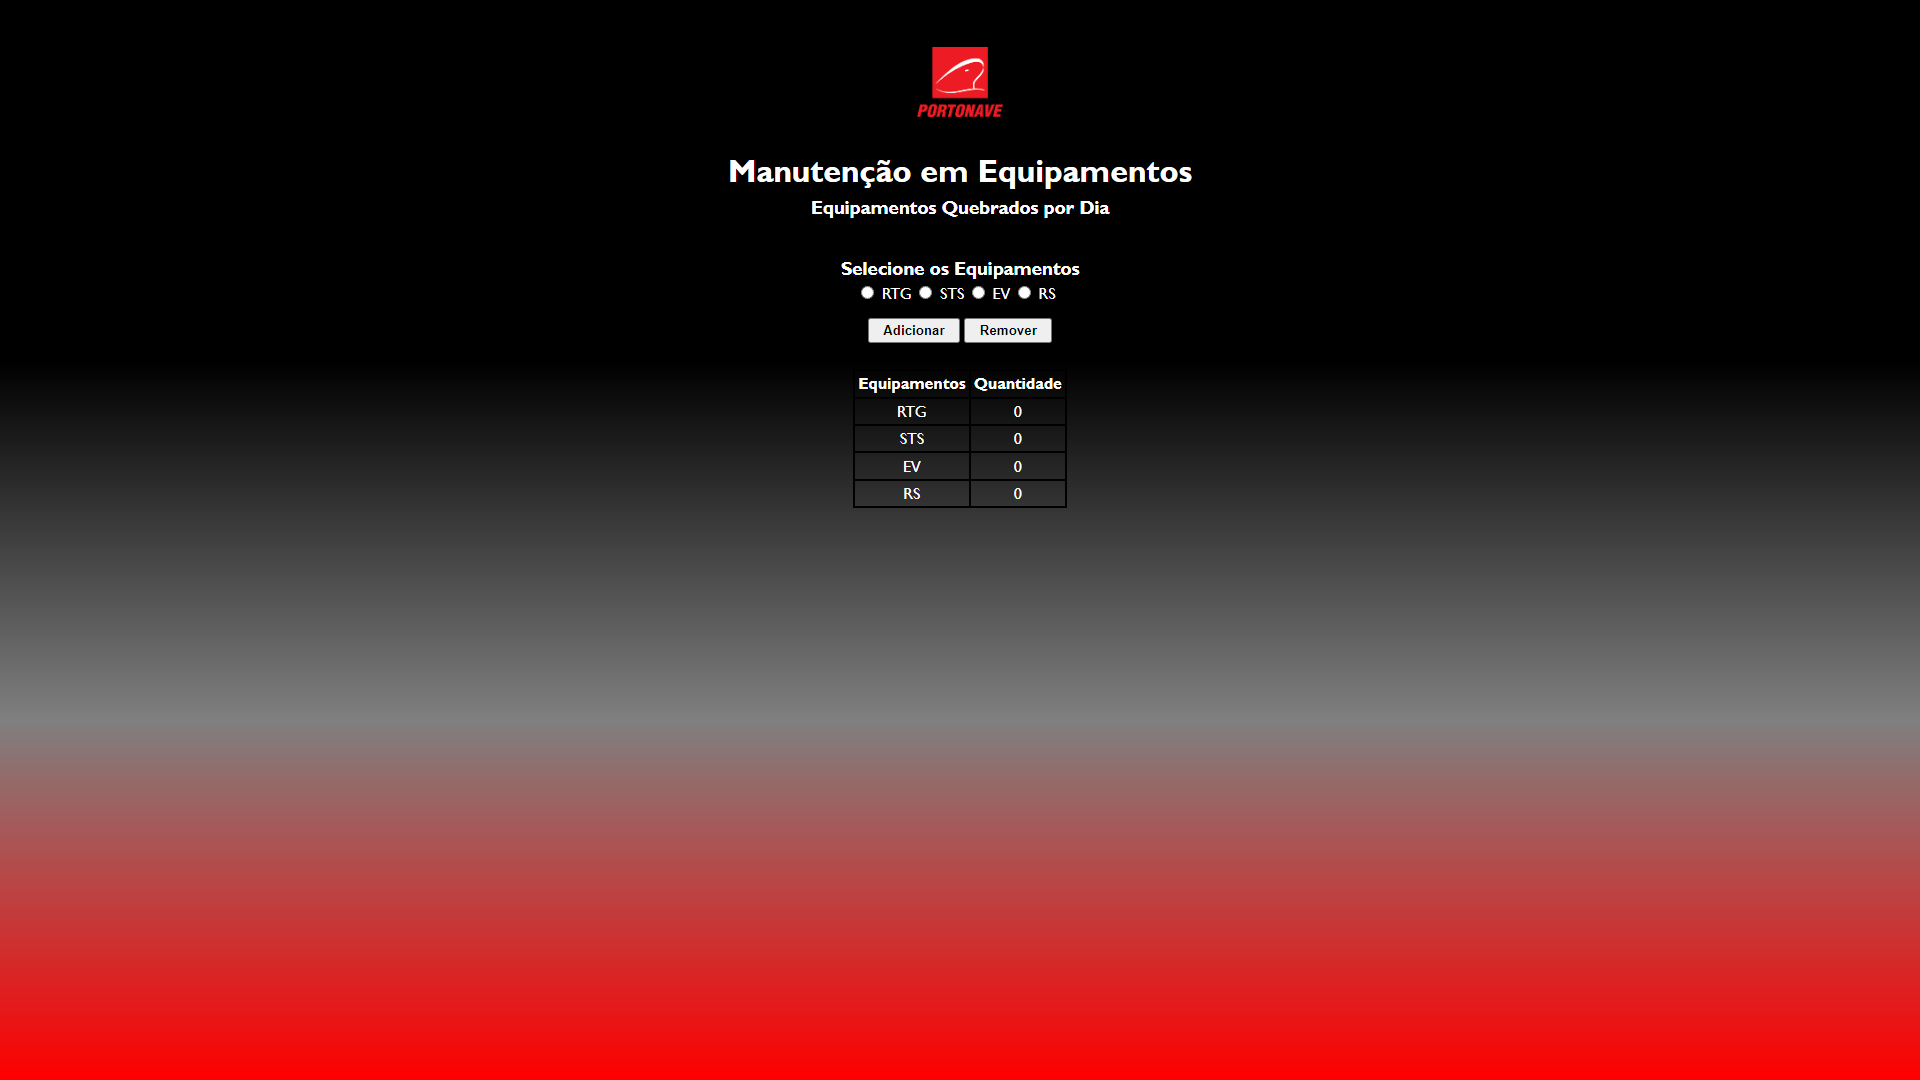 PORTONAVE
Manutenção em Equipamentos
Equipamentos Quebrados por Dia
Selecione os Equipamentos
RTG STS EV RS
Adicionar Remover
Equipamentos Quantidade
RTG 0
STS 0
EV 0
RS 0